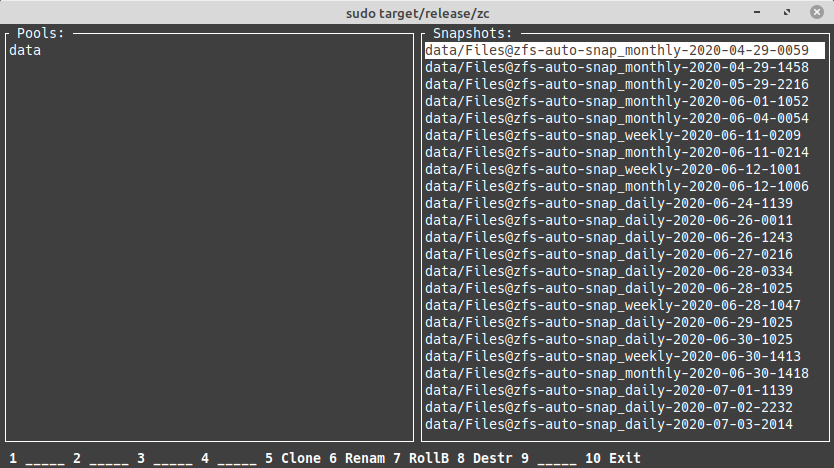 sudo target/release/zc
Pools:
data
Snapshots:
data/Files@zfs-auto-snap_monthly-2020-04-29-0059
data/Files@zfs-auto-snap_monthly-2020-04-29-1458
data/Files@zfs-auto-snap_monthly-2020-05-29-2216
data/Files@zfs-auto-snap_monthly-2020-06-01-1052
data/Files@zfs-auto-snap_monthly-2020-06-04-0054
data/Files@zfs-auto-snap_weekly-2020-06-11-0209
data/Files@zfs-auto-snap_monthly-2020-06-11-0214
data/Files@zfs-auto-snap_weekly-2020-06-12-1001
data/Files@zfs-auto-snap_monthly-2020-06-12-1006
data/Files@zfs-auto-snap_daily-2020-06-24-1139
data/Files@zfs-auto-snap_daily-2020-06-26-0011
data/Files@zfs-auto-snap_daily-2020-06-26-1243
data/Files@zfs-auto-snap_daily-2020-06-27-0216
data/Files@zfs-auto-snap_daily-2020-06-28-0334
data/Files@zfs-auto-snap_daily-2020-06-28-1025
data/Files@zfs-auto-snap_weekly-2020-06-28-1047
data/Files@zfs-auto-snap_daily-2020-06-29-1025
data/Files@zfs-auto-snap_daily-2020-06-30-1025
data/Files@zfs-auto-snap_weekly-2020-06-30-1413
data/Files@zfs-auto-snap_monthly-2020-06-30-1418
data/Files@zfs-auto-snap_daily-2020-07-01-1139
data/Files@zfs-auto-snap_daily-2020-07-02-2232
data/Files@zfs-auto-snap_daily-2020-07-03-2014
1 _____ 2 _____ 3 _____ 4 _____ 5 Clone 6 Renam 7 RollB 8 Destr 9 _____ 10 Exit